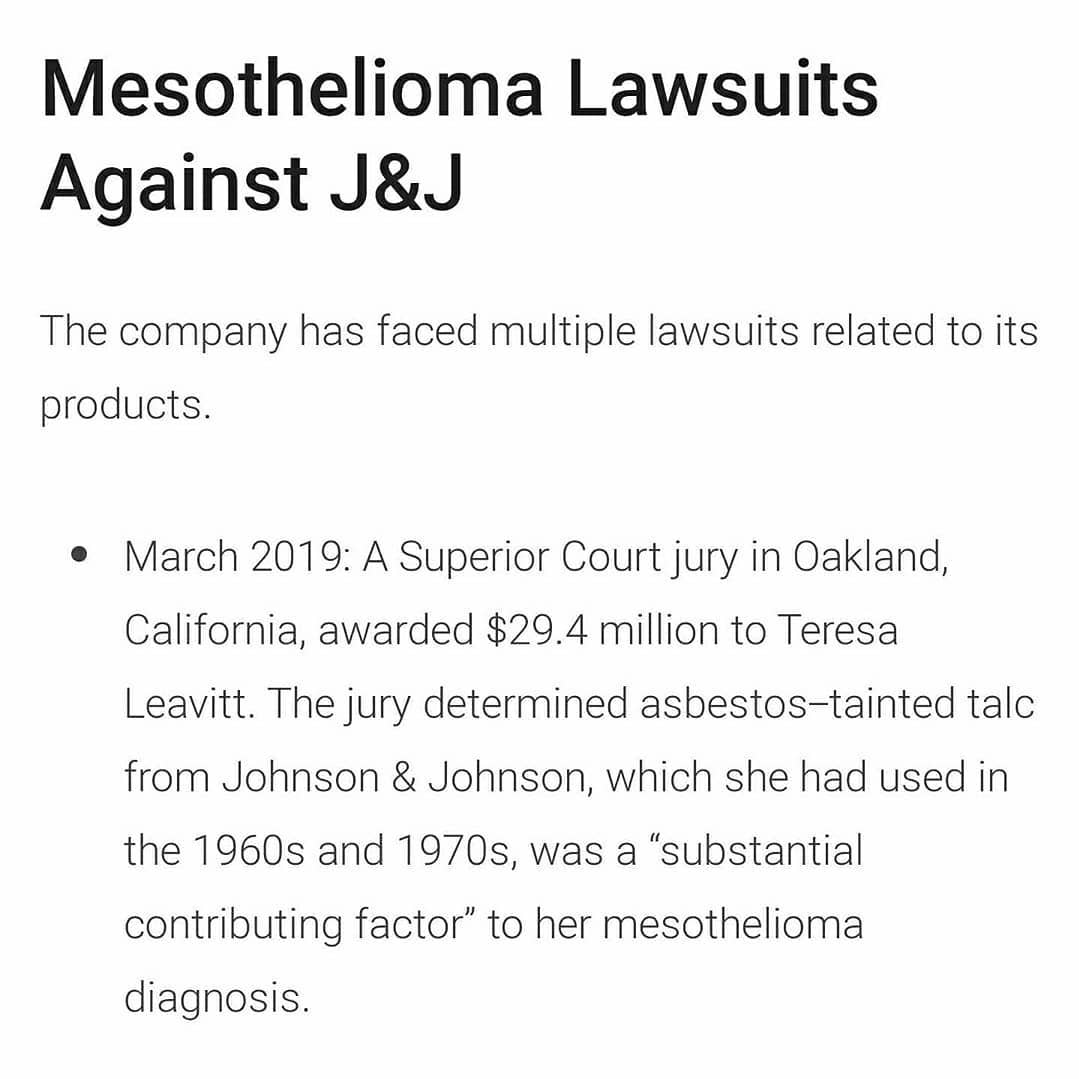 Mesothelioma Lawsuits
Against J&J
The company has faced multiple lawsuits related to its
products.
• March 2019: A Superior Court jury in Oakland,
California, awarded $29.4 million to Teresa
Leavitt. The jury determined asbestos–tainted talc
from Johnson & Johnson, which she had used in
the 1960s and 1970s, was a “substantial
contributing factor” to her mesothelioma
diagnosis.